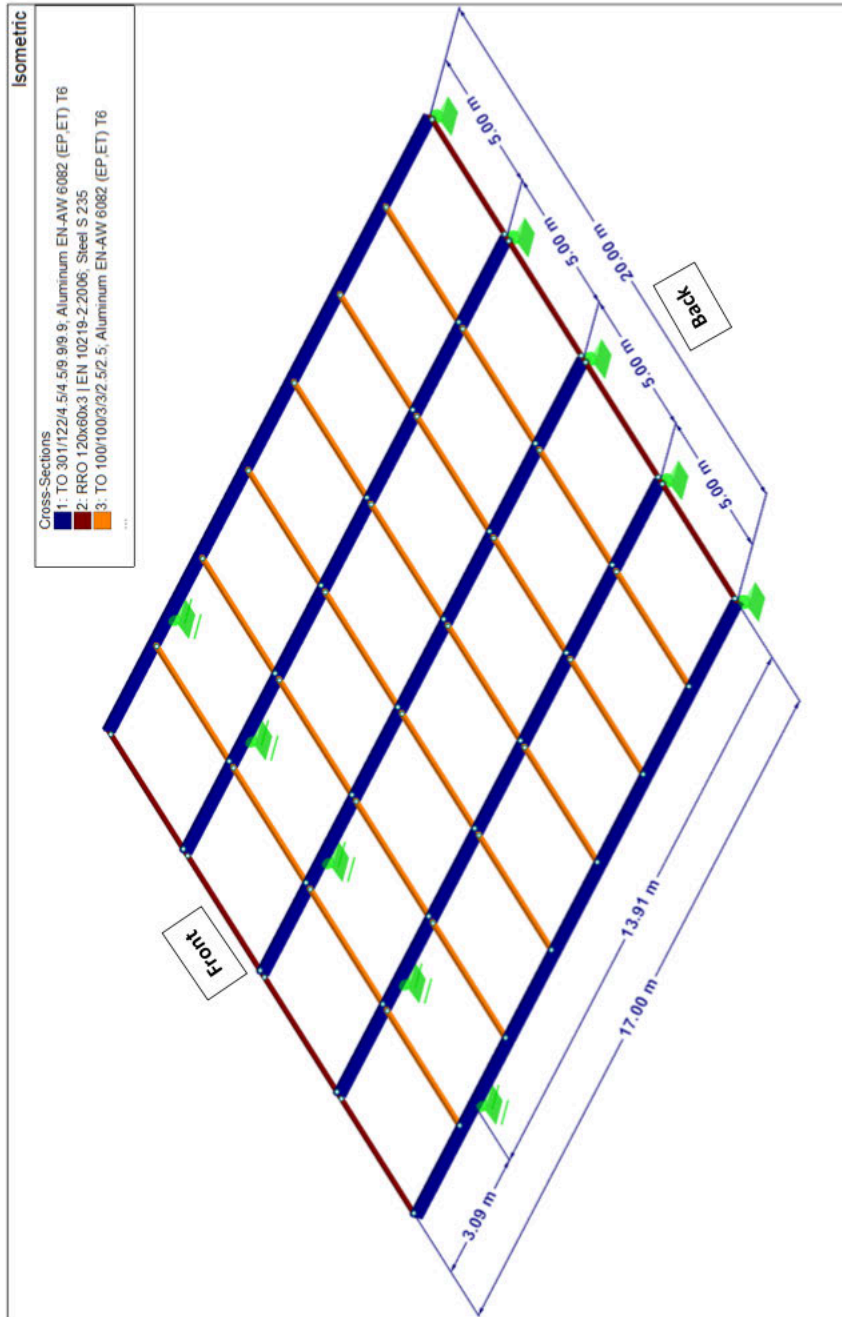 Isometric
Cross-Sections
1: TO 301/122/4.5/4.5/9.9/9.9; Aluminum EN-AW 6082 (EP,ET) T6
2: RRO 120x60x3 | EN 10219-2:2006; Steel S 235
3: TO 100/100/3/3/2.5/2.5; Aluminum EN-AW 6082 (EP,ET) T6
...
5.00 m
5.00 m
5.00 m
5.00 m
20.00 m
Back
Front
13.91 m
17.00 m
3.09 m